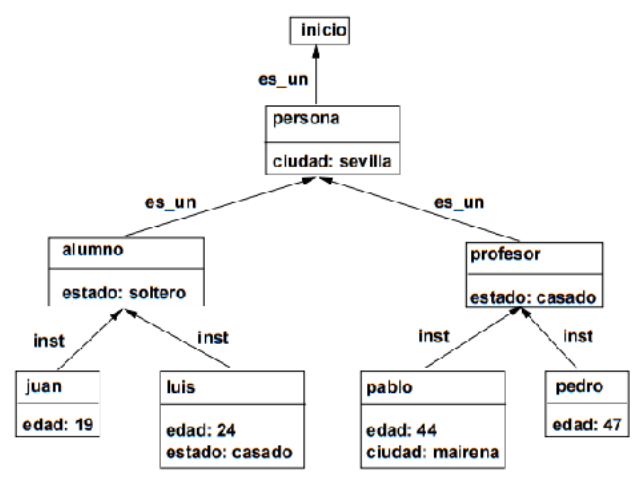 inicio
es_un
persona
ciudad: sevilla
es_un
es_un
alumno
estado: soltero
profesor
estado: casado
inst
inst
inst
inst
juan
edad: 19
luis
edad: 24
estado: casado
pablo
edad: 44
ciudad: mairena
pedro
edad: 47